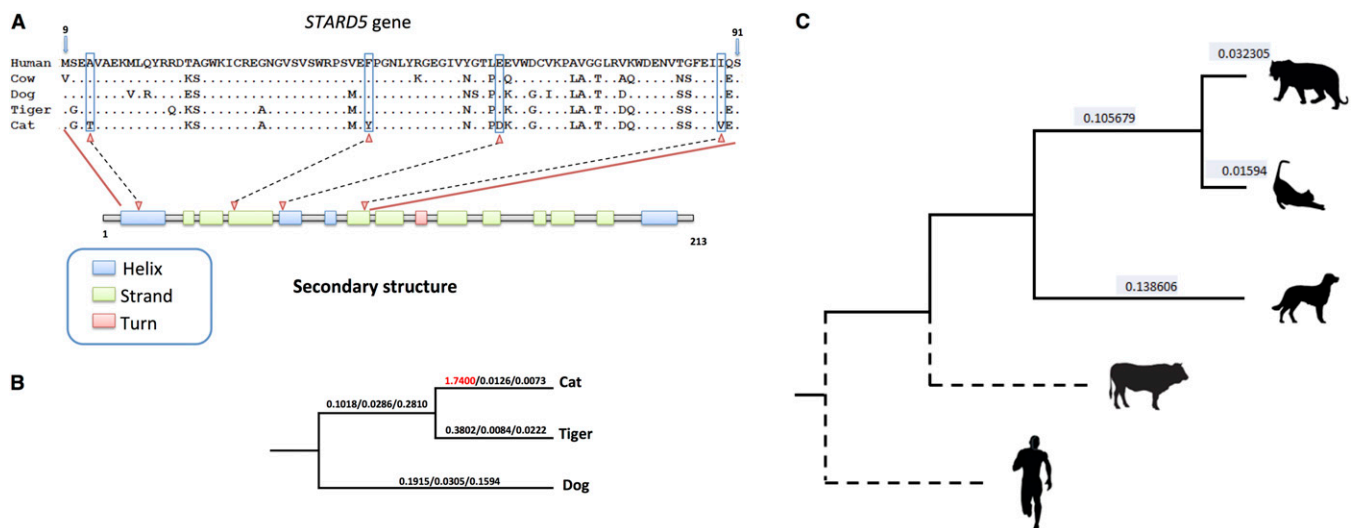 A
STARD5 gene
9
91
Human MSEAVAEKMLQYRRDTAGWKICREGNGVSVSWRPSVEFPGNLYRGEGIVYGTLEEVWDCVKPAVGGLRVKWDENVTGFEIIQS
Cow V..............KS..........................K.....N..P.Q.......LA.T..AQ.....NS....E.
Dog ........V.R....ES..................M.............NS.P.K..G.I..LA.T..D......SS....E.
Tiger .G...........Q.KS.......A..........M.............N..P.K..G....LA.T..DQ.....SS....E.
Cat .G.T...........KS.......A..........M.Y...........N..PDK..G....LA.T..DQ.....SS...VE.
1
213
Helix
Strand
Turn
Secondary structure
B
1.7400/0.0126/0.0073
Cat
0.1018/0.0286/0.2810
0.3802/0.0084/0.0222
Tiger
0.1915/0.0305/0.1594
Dog
C
0.032305
0.105679
0.01594
0.138606